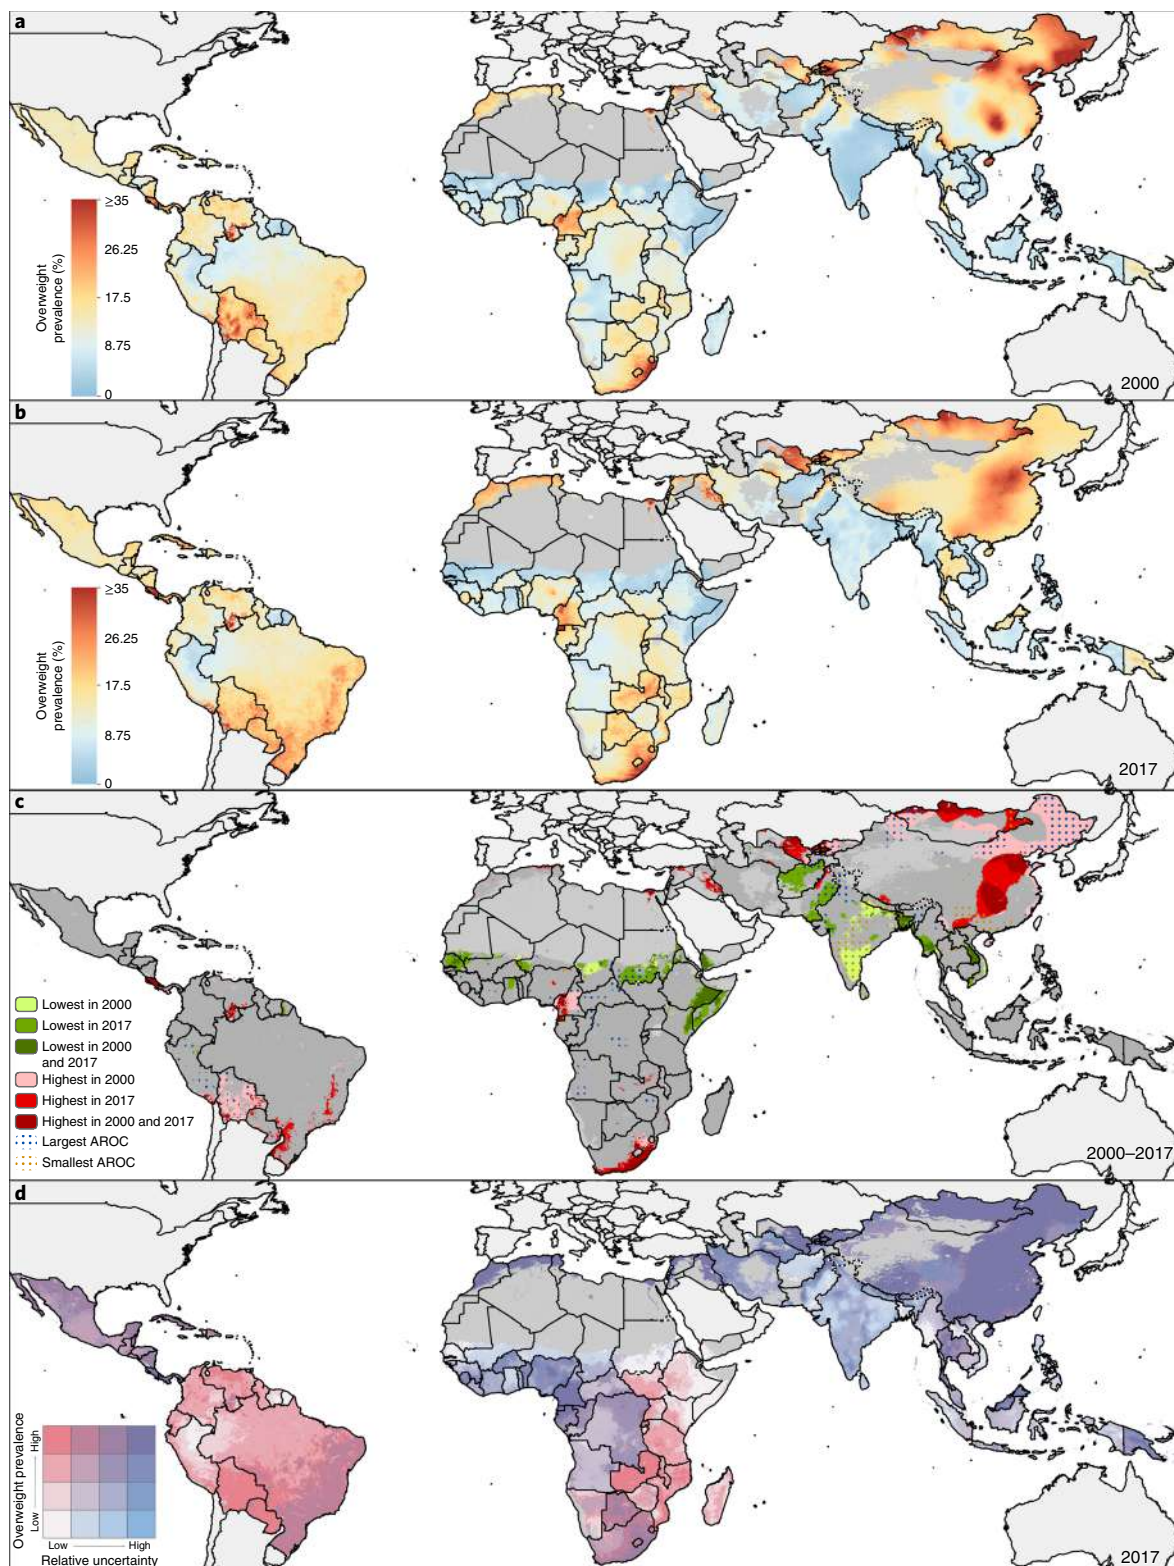 a
Overweight
prevalence (%)
≥35
26.25
17.5
8.75
0
2000
b
Overweight
prevalence (%)
≥35
26.25
17.5
8.75
0
2017
c
Lowest in 2000
Lowest in 2017
Lowest in 2000
and 2017
Highest in 2000
Highest in 2017
Highest in 2000 and 2017
Largest AROC
Smallest AROC
2000–2017
d
Overweight prevalence
High
Low
Low
High
Relative uncertainty
2017